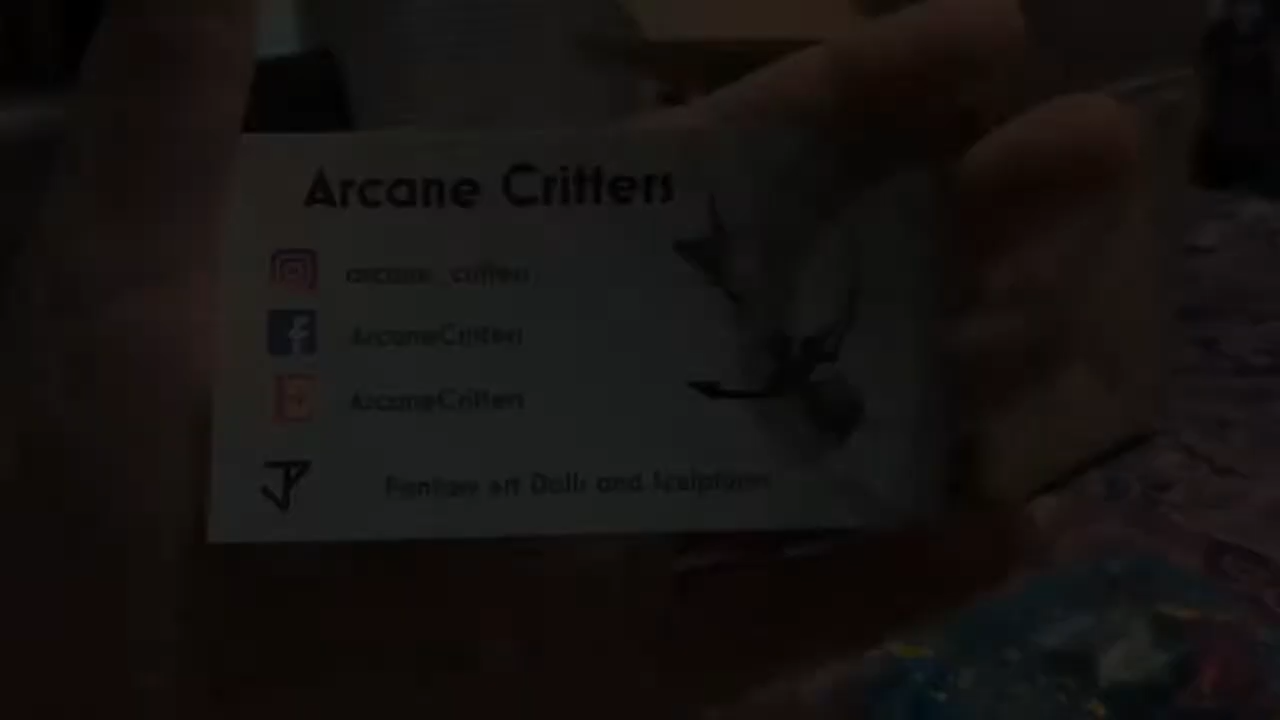 Arcane Critters
arcane_critters
ArcaneCritters
ArcaneCritters
Fantasy art Dolls and Sculptures